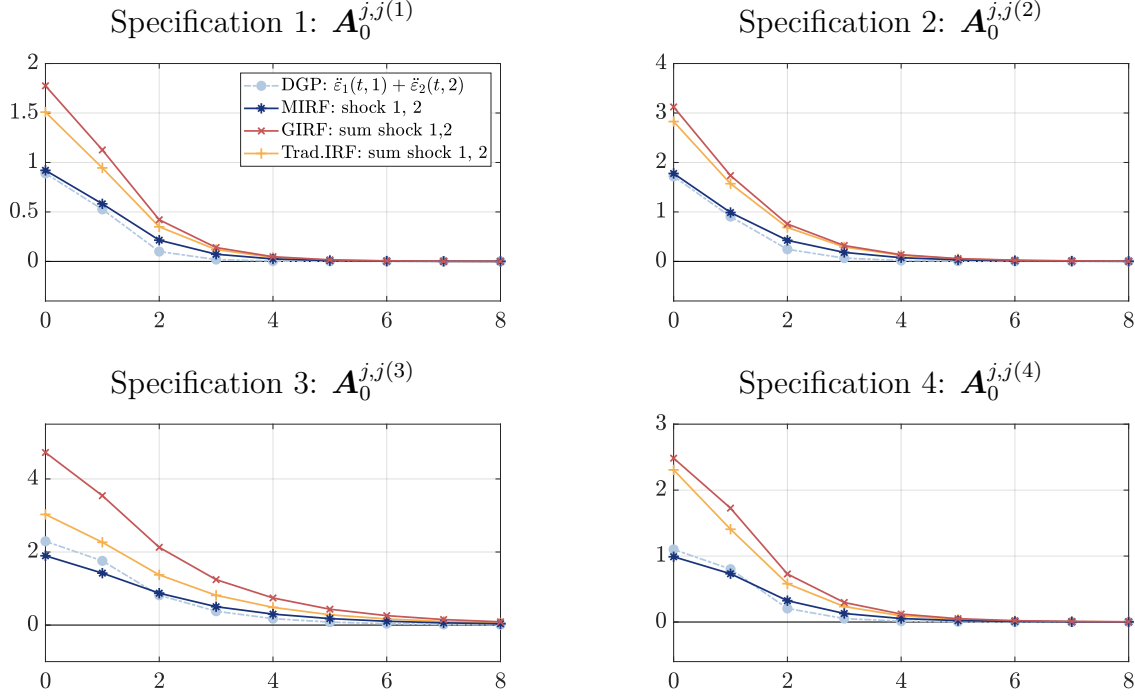 Specification 1: A_0^{j,j(1)}
2
1.5
1
0.5
0
0 2 4 6 8
DGP: ε̈₁(t, 1) + ε̈₂(t, 2)
MIRF: shock 1, 2
GIRF: sum shock 1,2
Trad.IRF: sum shock 1, 2
Specification 2: A_0^{j,j(2)}
4
3
2
1
0
0 2 4 6 8
Specification 3: A_0^{j,j(3)}
4
2
0
0 2 4 6 8
Specification 4: A_0^{j,j(4)}
3
2
1
0
0 2 4 6 8